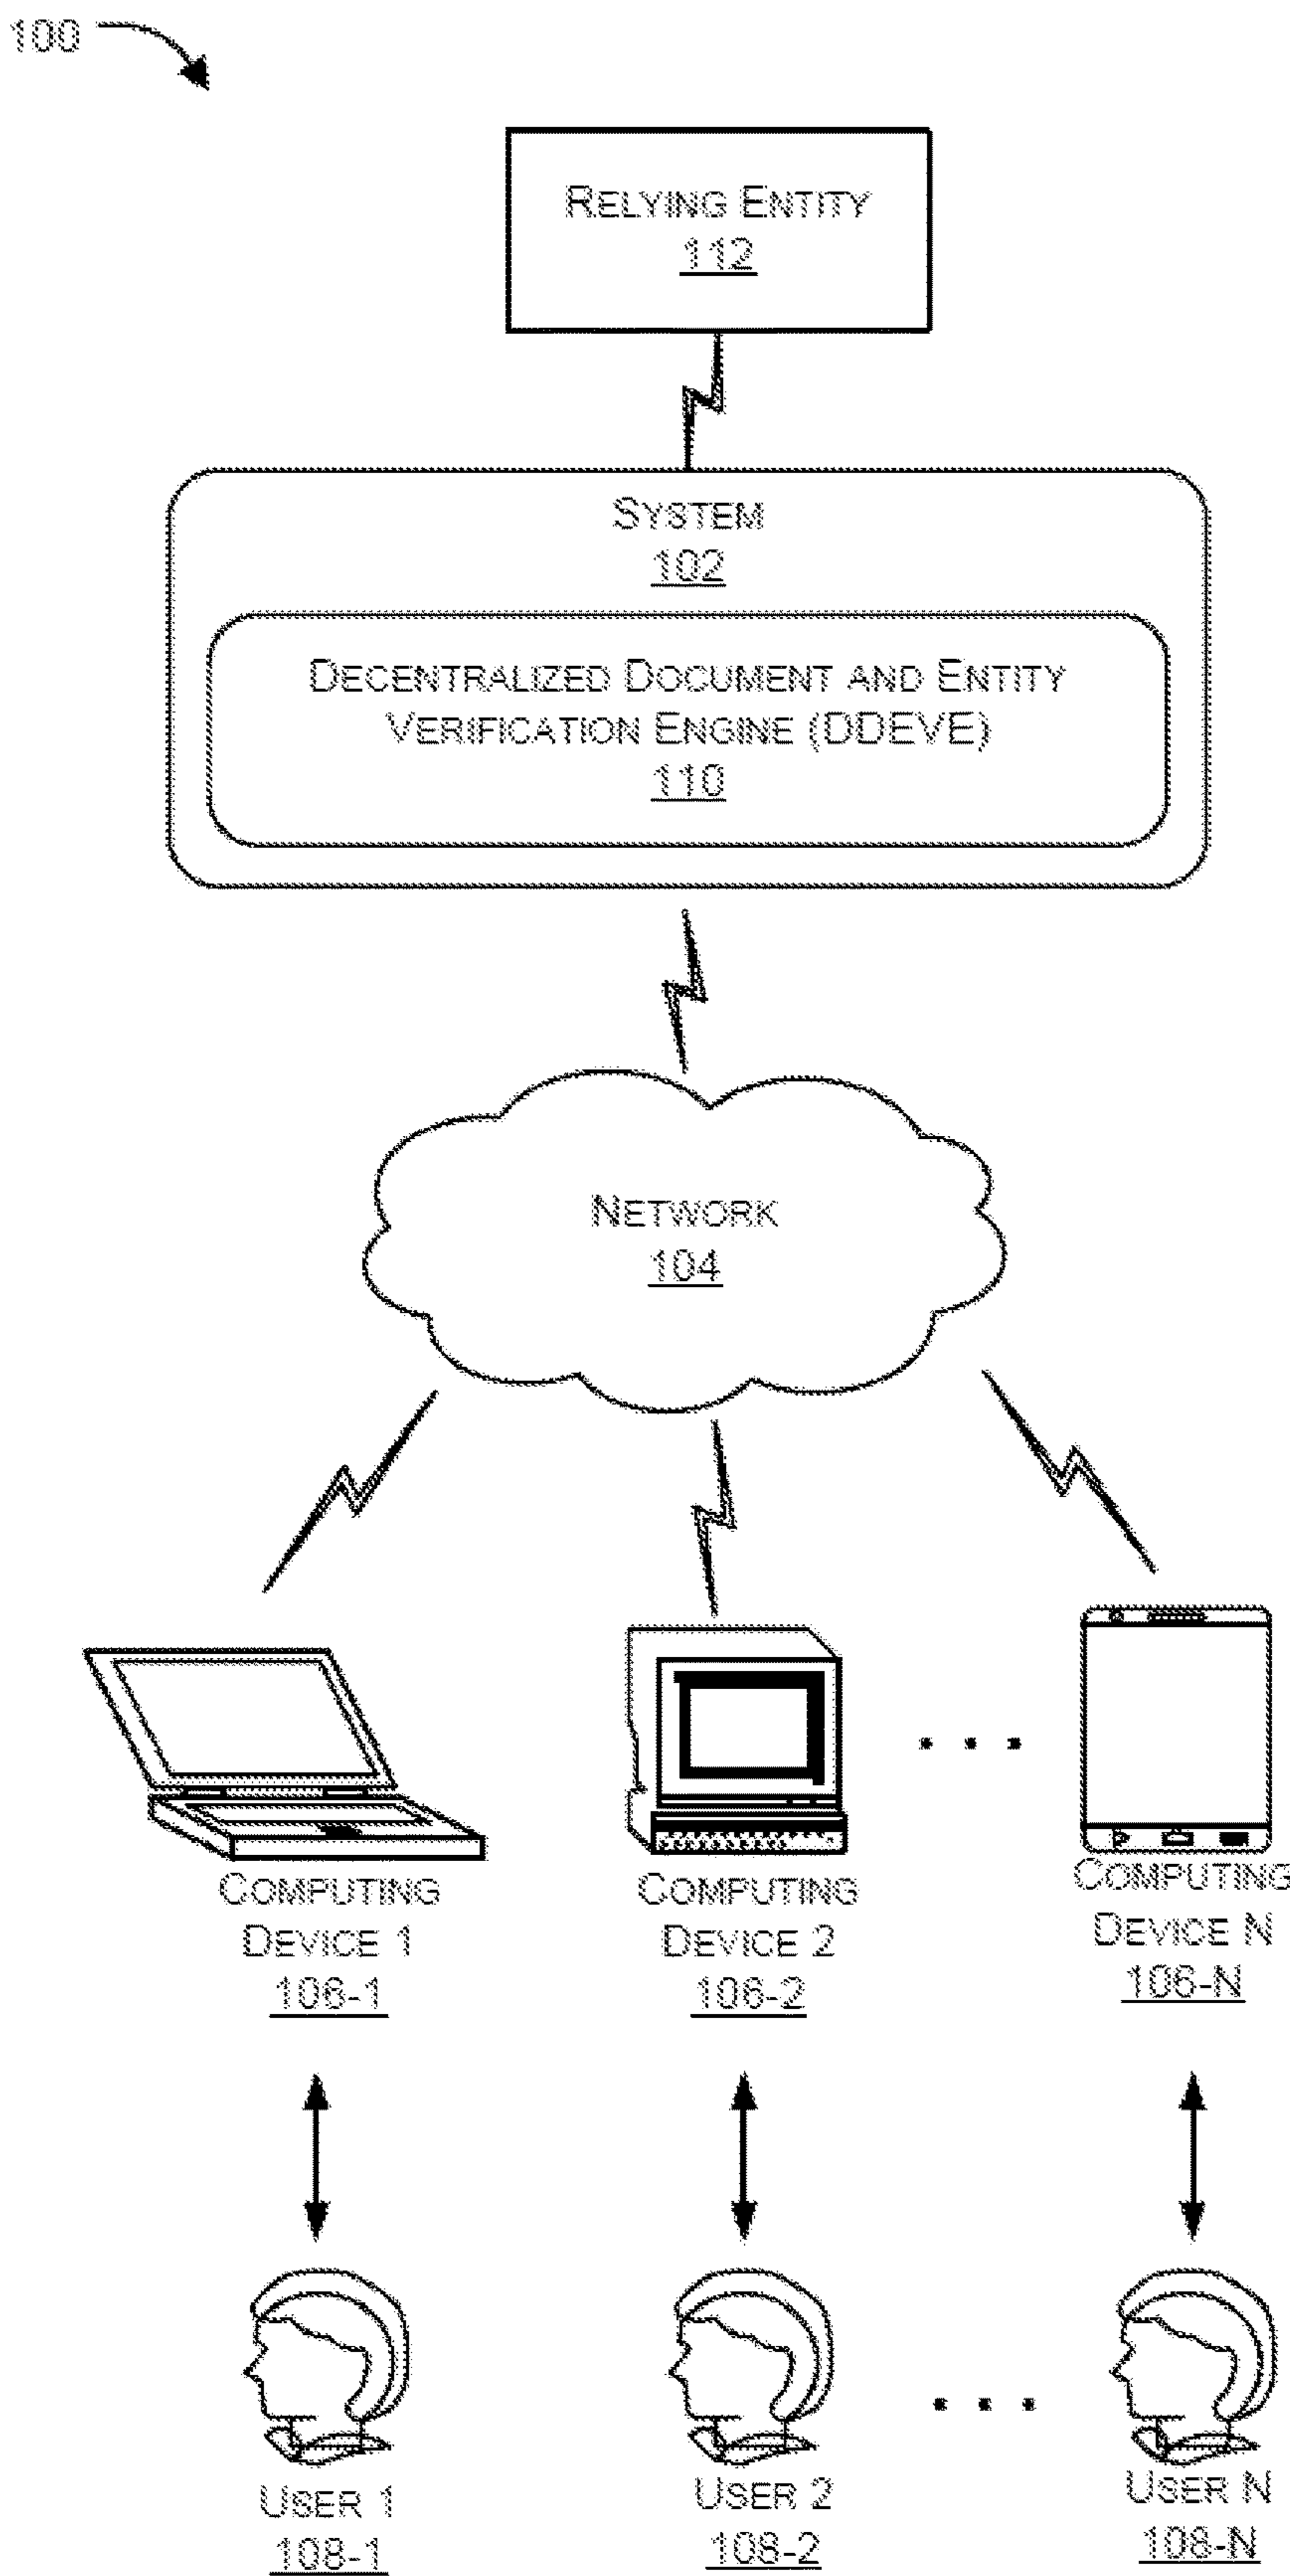 100
RELYING ENTITY
112
SYSTEM
102
DECENTRALIZED DOCUMENT AND ENTITY
VERIFICATION ENGINE (DDEVE)
110
NETWORK
104
COMPUTING
DEVICE 1
106-1
COMPUTING
DEVICE 2
106-2
COMPUTING
DEVICE N
106-N
USER 1
108-1
USER 2
108-2
USER N
108-N